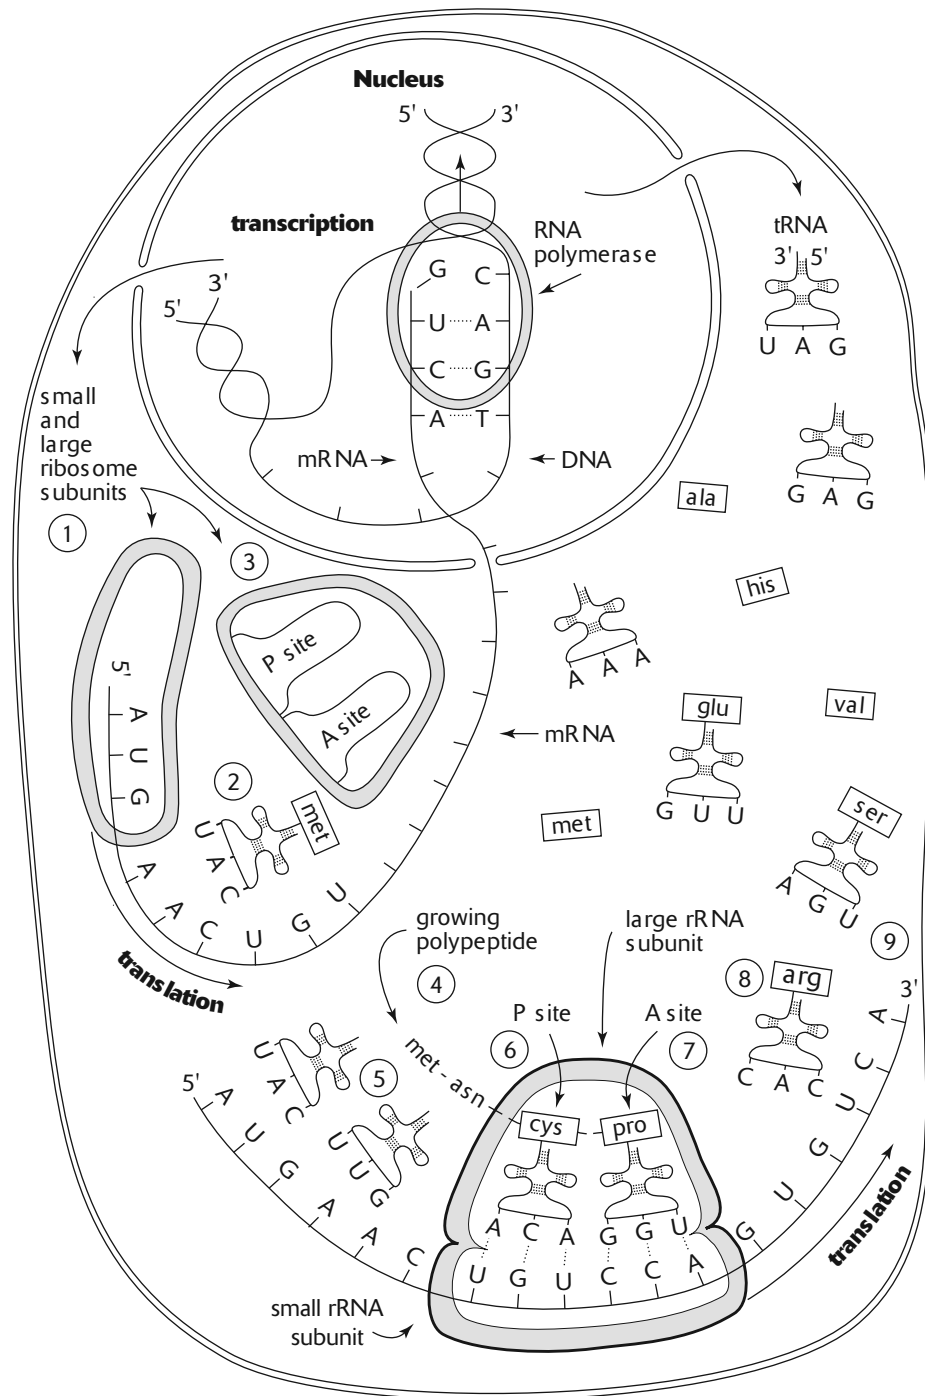 Nucleus
5' 3'
transcription
RNA
polymerase
G C
U A
C G
A T
mRNA
DNA
3'
5'
tRNA
3' 5'
U A G
G A G
ala
his
A A A
glu
G U U
val
met
ser
A G U
small
and
large
ribosome
subunits
1
3
P site
A site
5'
A
U
G
A
A
C
U
G
U
2
met
U
A
C
mRNA
translation
growing
polypeptide
4
large rRNA
subunit
9
8
arg
C A C
P site
6
A site
7
met - asn
cys
pro
5
U
A
C
U
U
G
A C A
G G U
5'
A
U
G
A
A
C
U
G
U
C
C
A
G
U
G
U
C
A
3'
translation
small rRNA
subunit